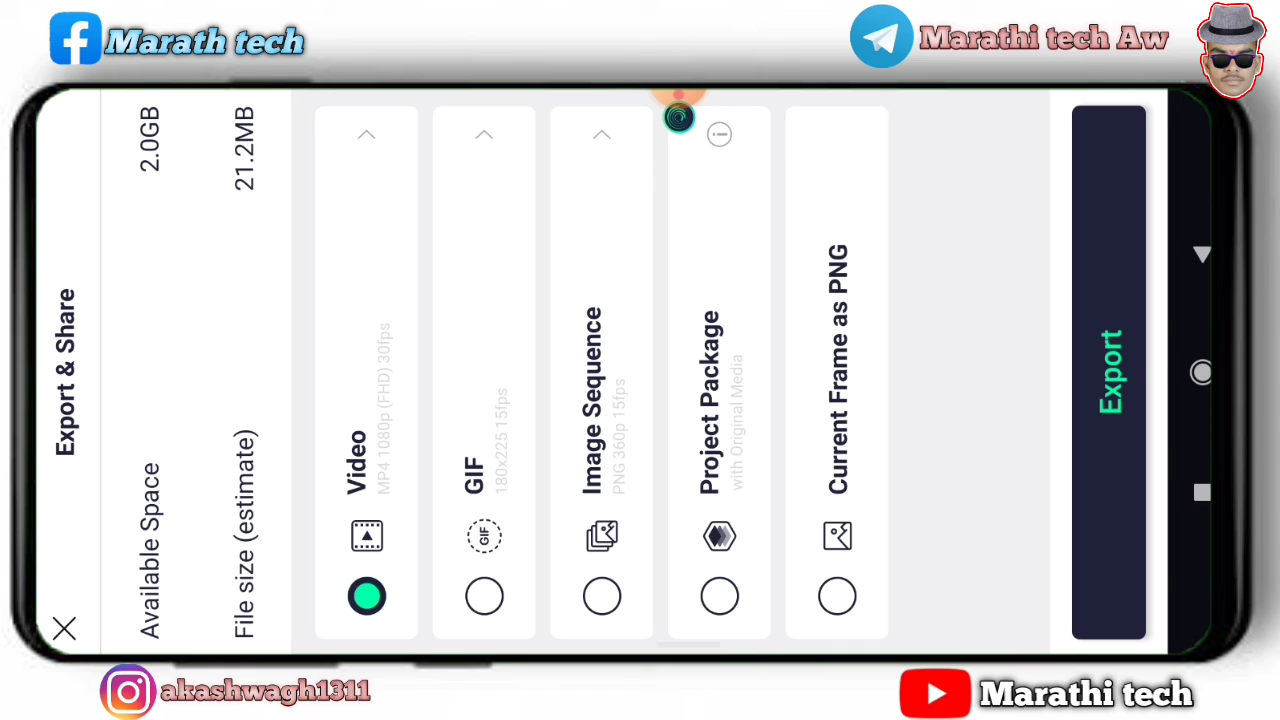 Marath tech
Marathi tech Aw
Export & Share
Available Space 2.0GB
File size (estimate) 21.2MB
Video
MP4 1080p (FHD) 30fps
GIF
GIF
180x225 15fps
Image Sequence
PNG 360p 15fps
Project Package
with Original Media
Current Frame as PNG
Export
akashwagh1311
Marathi tech